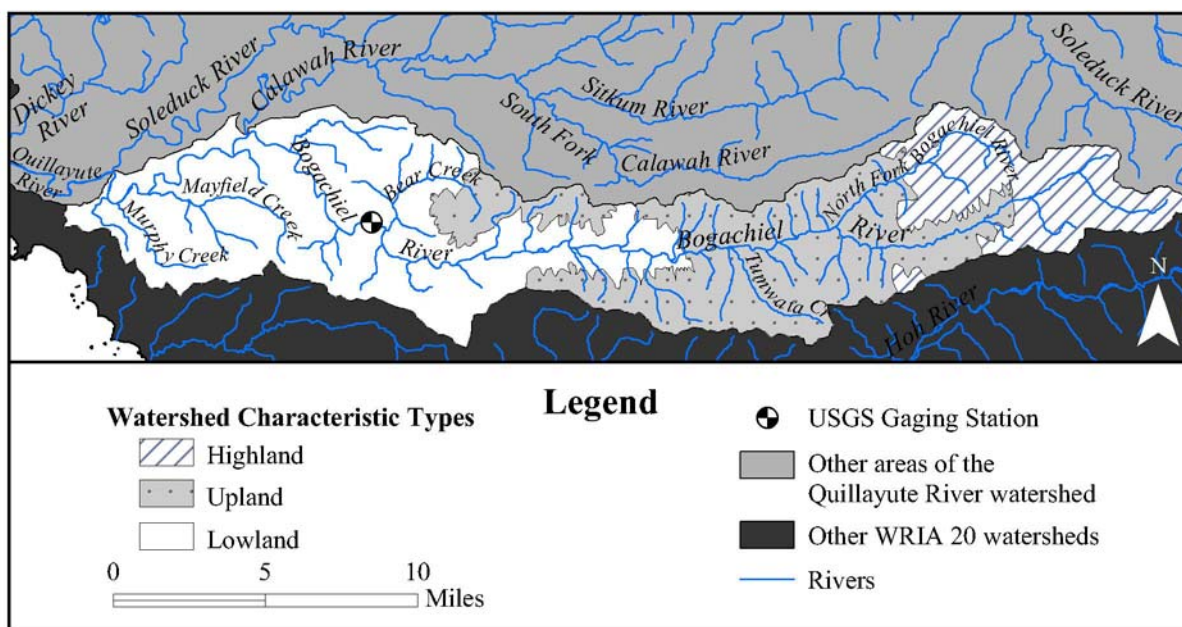 Dickey
River
Soleduck River
Calawah River
Quillayute
River
South Fork
Sitkum River
Calawah River
Soleduck River
Bogachiel
River
Bear Creek
Mayfield Creek
Murphy Creek
Bogachiel
River
North Fork Bogachiel
River
Tumwata Cr
Hoh River
N
Legend
Watershed Characteristic Types
Highland
Upland
Lowland
0
5
10
Miles
USGS Gaging Station
Other areas of the
Quillayute River watershed
Other WRIA 20 watersheds
Rivers